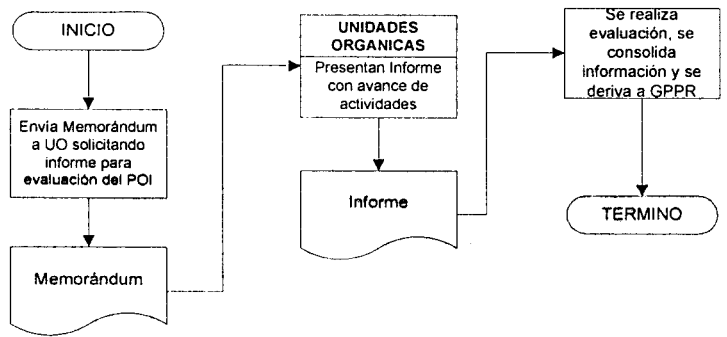 INICIO
Envía Memorándum
a UO solicitando
informe para
evaluación del POI
Memorándum
UNIDADES
ORGANICAS
Presentan Informe
con avance de
actividades
Informe
Se realiza
evaluación, se
consolida
información y se
deriva a GPPR
TERMINO